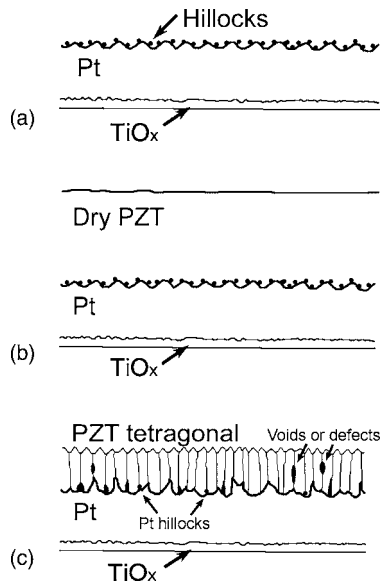 Hillocks
Pt
(a)
TiOx
Dry PZT
Pt
(b)
TiOx
PZT tetragonal
Voids or defects
Pt
Pt hillocks
(c)
TiOx